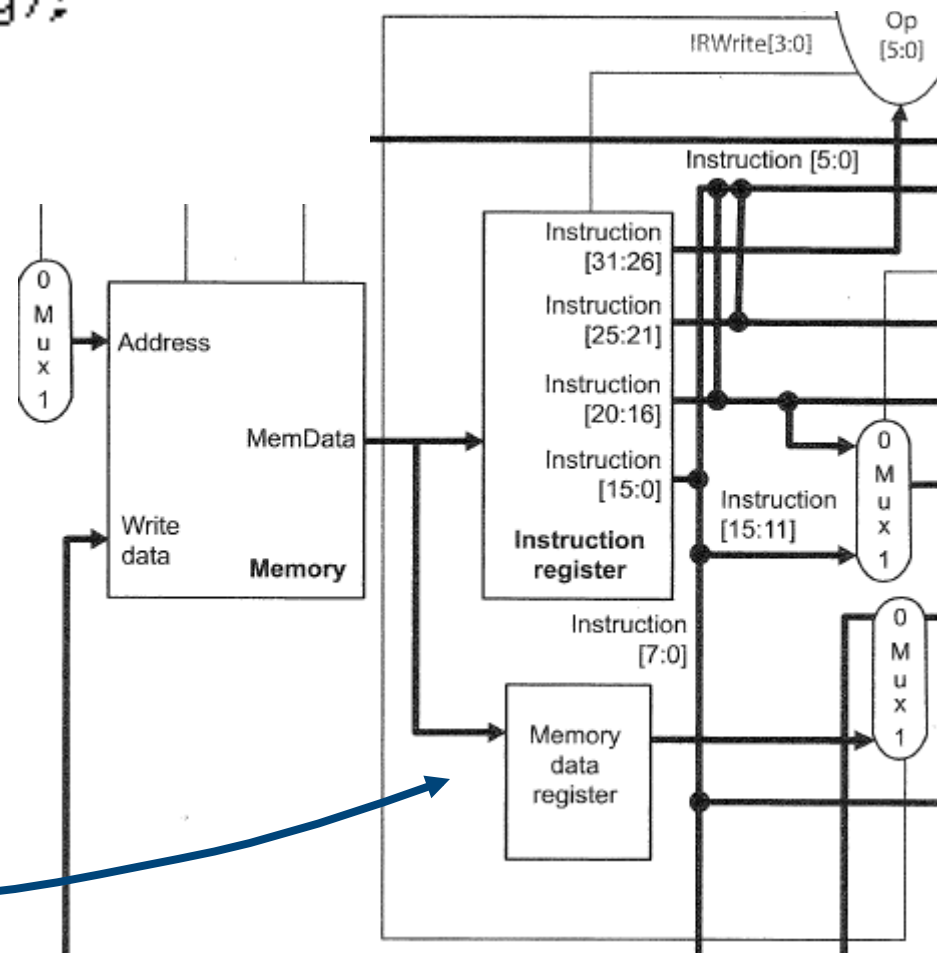 Op
[5:0]
IRWrite[3:0]
Instruction [5:0]
0
M
u
x
1
Address
MemData
Write
data
Memory
Instruction
[31:26]
Instruction
[25:21]
Instruction
[20:16]
Instruction
[15:0]
Instruction
register
Instruction
[15:11]
0
M
u
x
1
Instruction
[7:0]
Memory
data
register
0
M
u
x
1